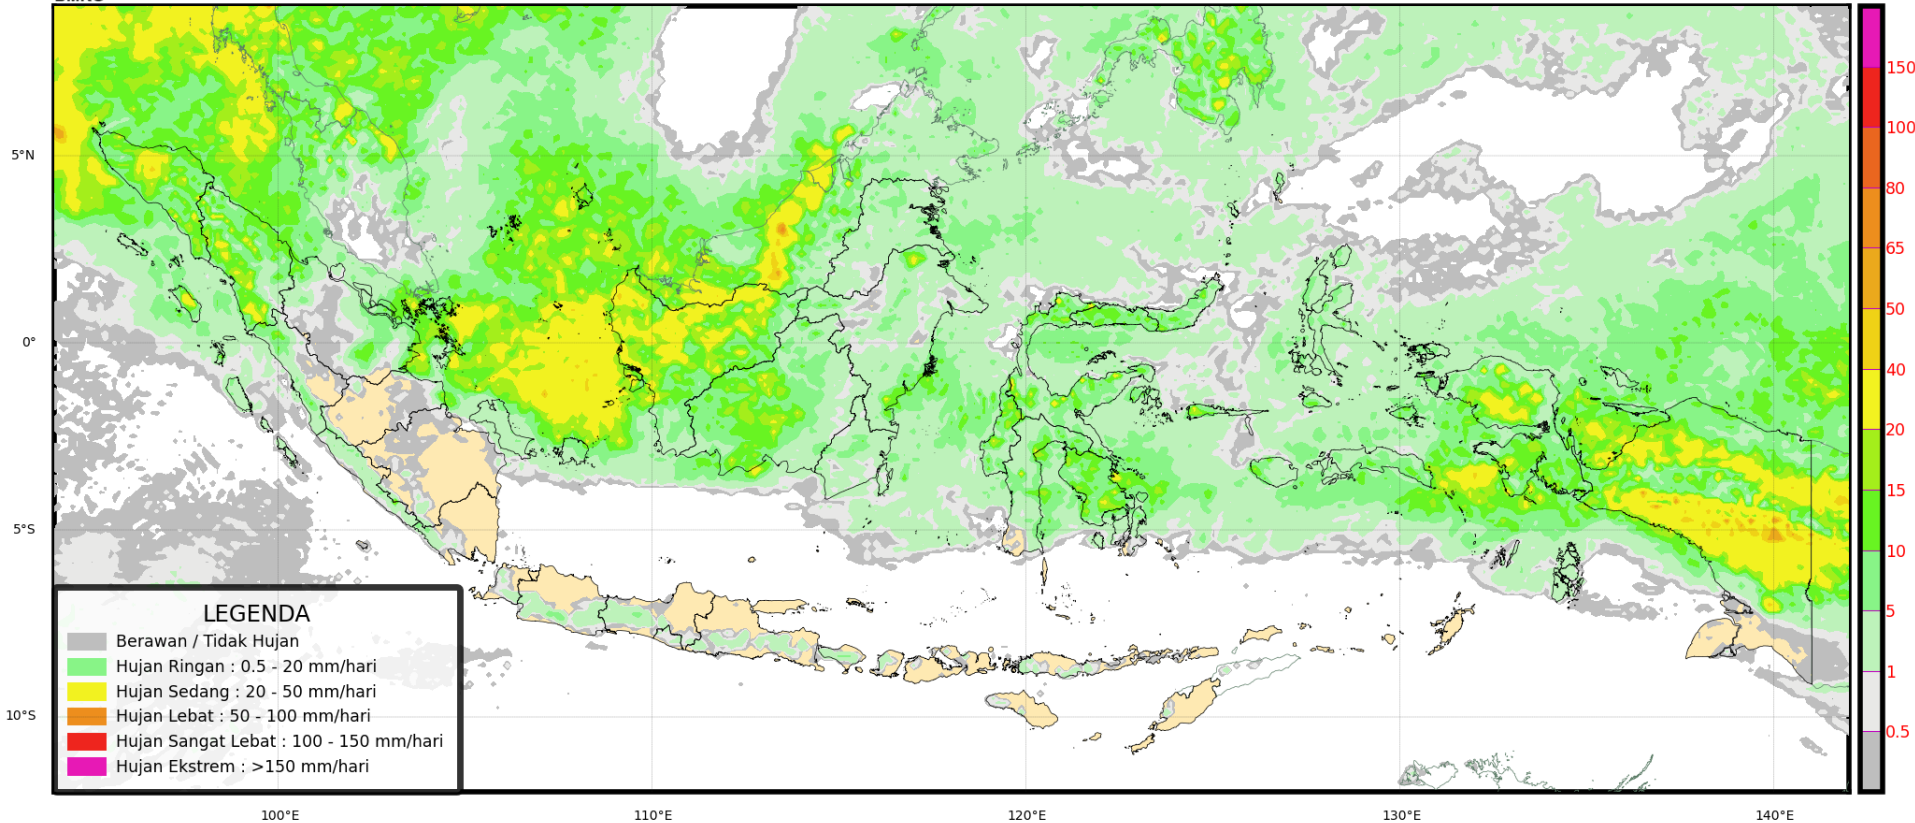 5°N
0°
5°S
10°S
100°E
110°E
120°E
130°E
140°E
LEGENDA
Berawan / Tidak Hujan
Hujan Ringan : 0.5 - 20 mm/hari
Hujan Sedang : 20 - 50 mm/hari
Hujan Lebat : 50 - 100 mm/hari
Hujan Sangat Lebat : 100 - 150 mm/hari
Hujan Ekstrem : >150 mm/hari
150
100
80
65
50
40
20
15
10
5
1
0.5